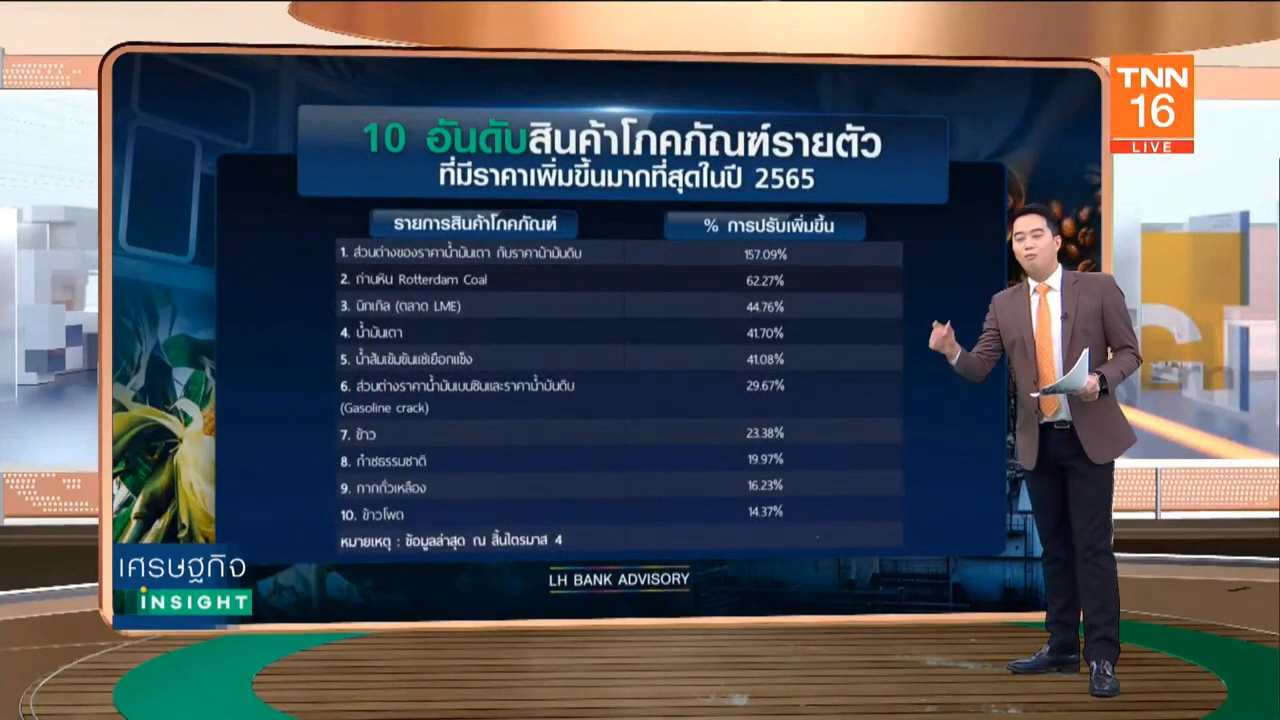 TNN
16
LIVE
10 อันดับสินค้าโภคภัณฑ์รายตัว
ที่มีราคาเพิ่มขึ้นมากที่สุดในปี 2565
รายการสินค้าโภคภัณฑ์ % การปรับเพิ่มขึ้น
1. ส่วนต่างของราคาน้ำมันเตา กับราคาน้ำมันดิบ 157.09%
2. ถ่านหิน Rotterdam Coal 62.27%
3. นิกเกิล (ตลาด LME) 44.76%
4. น้ำมันเตา 41.70%
5. น้ำส้มเข้มข้นแช่เยือกแข็ง 41.08%
6. ส่วนต่างราคาน้ำมันเบนซินและราคาน้ำมันดิบ 29.67%
(Gasoline crack)
7. ข้าว 23.38%
8. ก๊าซธรรมชาติ 19.97%
9. กากถั่วเหลือง 16.23%
10. ข้าวโพด 14.37%
หมายเหตุ : ข้อมูลล่าสุด ณ สิ้นไตรมาส 4
เศรษฐกิจ
INSIGHT
LH BANK ADVISORY